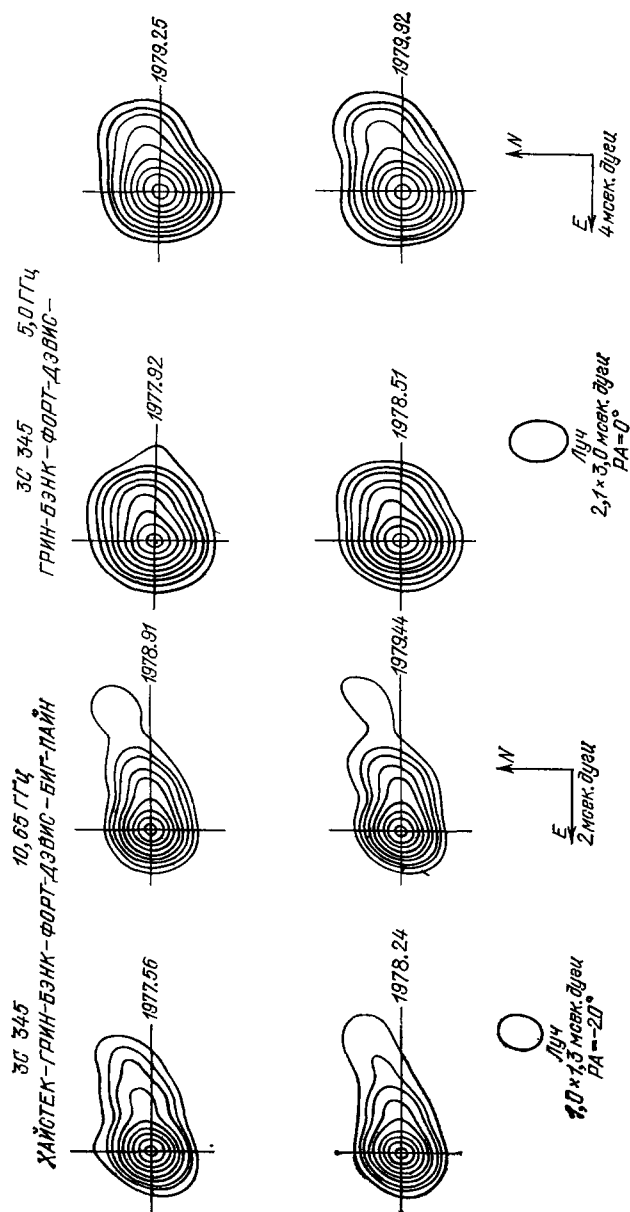 3C 345 10,65 ГГц
ХАЙСТЕК-ГРИН-БЭНК-ФОРТ-ДЭВИС-БИГ-ПАЙН
1977.56
1978.91
1978.24
1979.44
Луч
1,0×1,3 мсек. дуги
PA=-20°
N
E
2 мсек. дуги
3C 345 5,0 ГГц
ГРИН-БЭНК-ФОРТ-ДЭВИС-
1977.92
1979.25
1978.51
1979.92
Луч
2,1×3,0 мсек. дуги
PA=0°
N
E
4 мсек. дуги